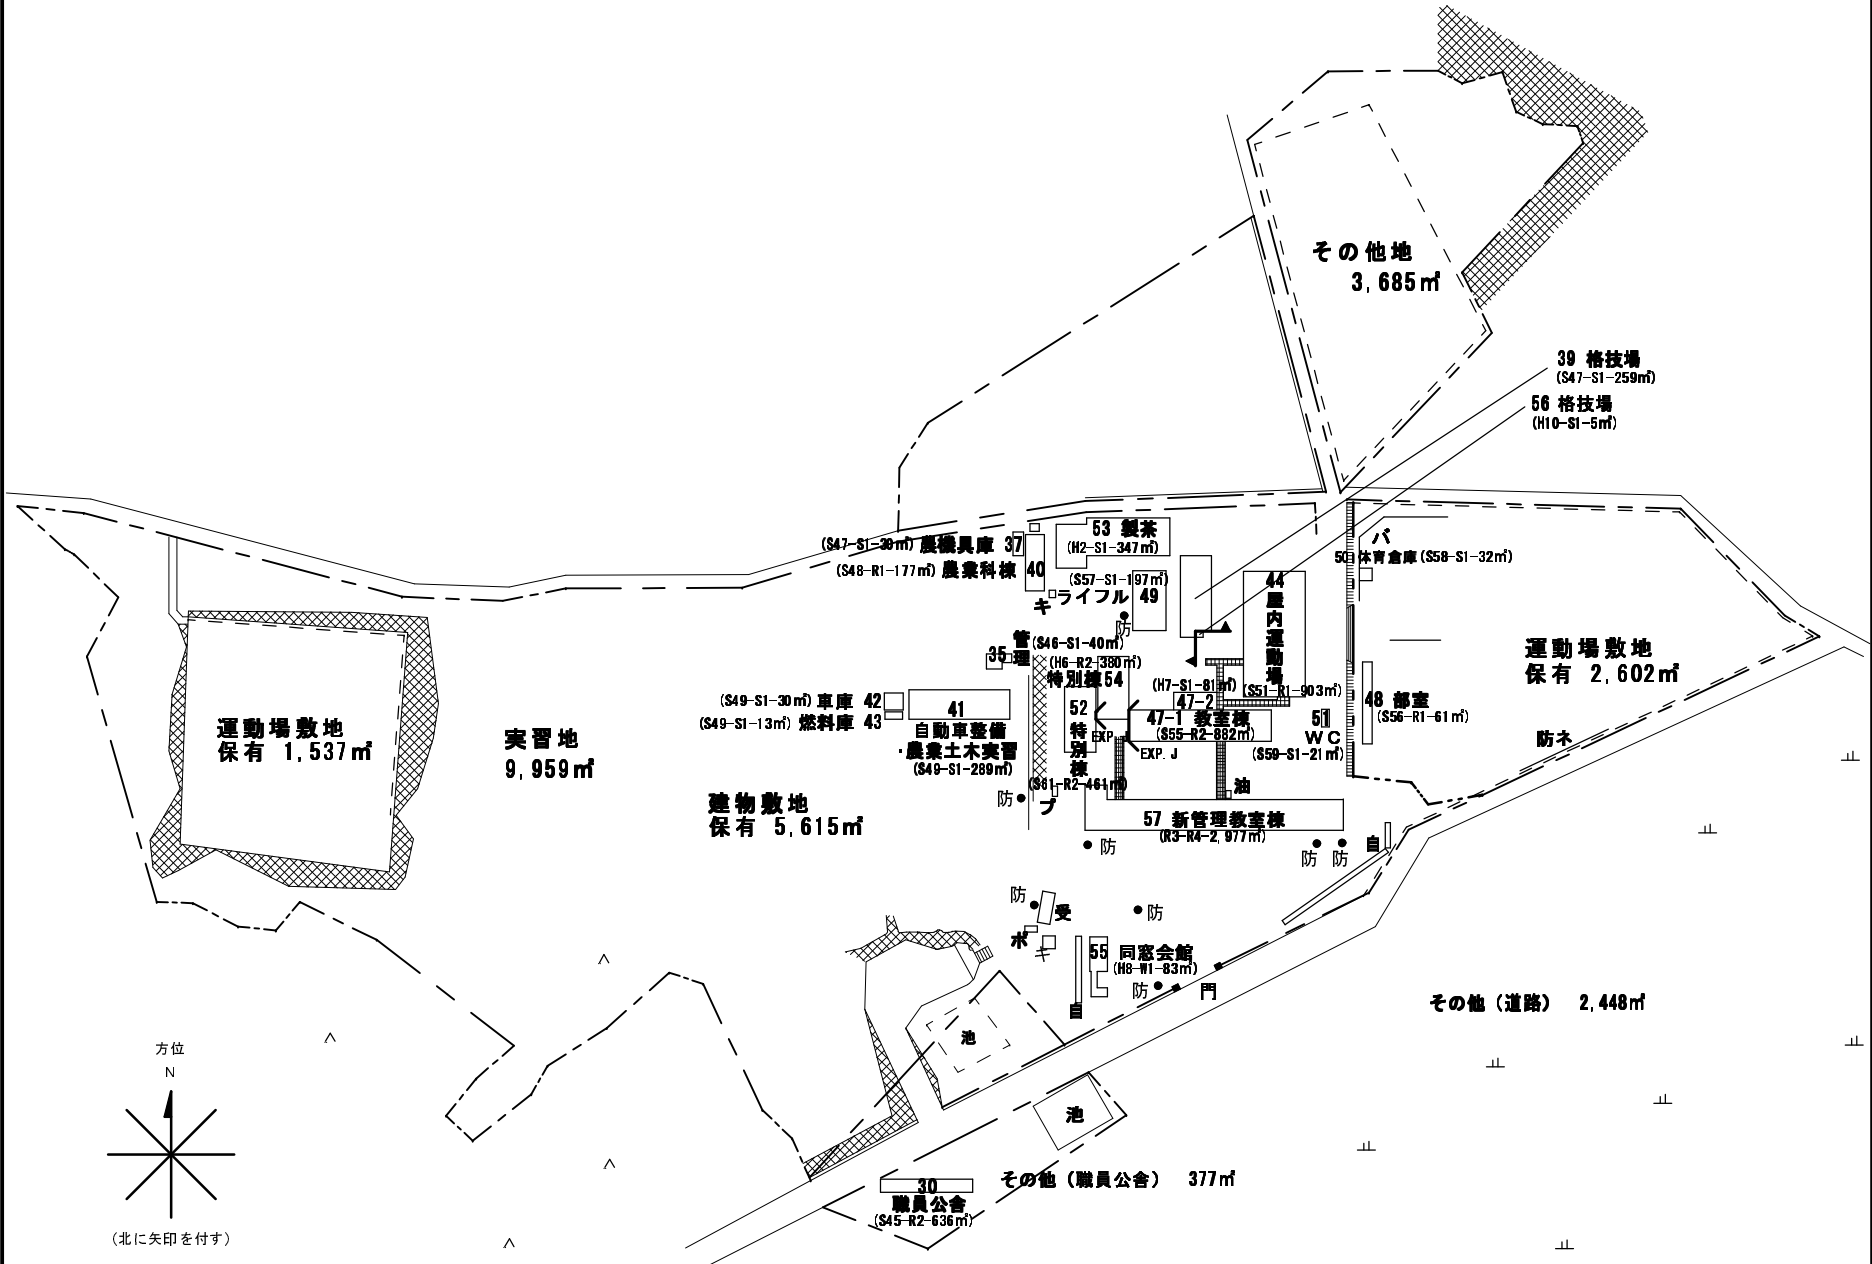 その他地
3,685㎡
39 格技場
(S47-S1-259㎡)
56 格技場
(H10-S1-5㎡)
53 製茶
(H2-S1-347㎡)
(S47-S1-30㎡) 農機具庫 37
(S48-R1-177㎡) 農業科棟 40
(S57-S1-197㎡)
ライフル 49
キ
防
44
屋内運動場
(S51-R1-903㎡)
バ
50 体育倉庫 (S58-S1-32㎡)
管理
35
(S46-S1-40㎡)
(H6-R2-380㎡)
特別棟 54
(H7-S1-81㎡)
47-2
47-1 教室棟
(S55-R2-882㎡)
EXP. J
EXP. J
52
特別棟
(S61-R2-461㎡)
51
WC
(S59-S1-21㎡)
48 部室
(S56-R1-61㎡)
運動場敷地
保有 2,602㎡
防ネ
(S49-S1-30㎡) 車庫 42
(S49-S1-13㎡) 燃料庫 43
41
自動車整備
・農業土木実習
(S49-S1-289㎡)
運動場敷地
保有 1,537㎡
実習地
9,959㎡
建物敷地
保有 5,615㎡
防
プ
油
57 新管理教室棟
(R3-R4-2,977㎡)
防
防
防
自
防
受
防
ポ
キ
55 同窓会館
(H8-W1-83㎡)
防
門
自
池
池
その他（道路） 2,448㎡
その他（職員公舎） 377㎡
30
職員公舎
(S45-R2-636㎡)
方位
N
(北に矢印を付す)